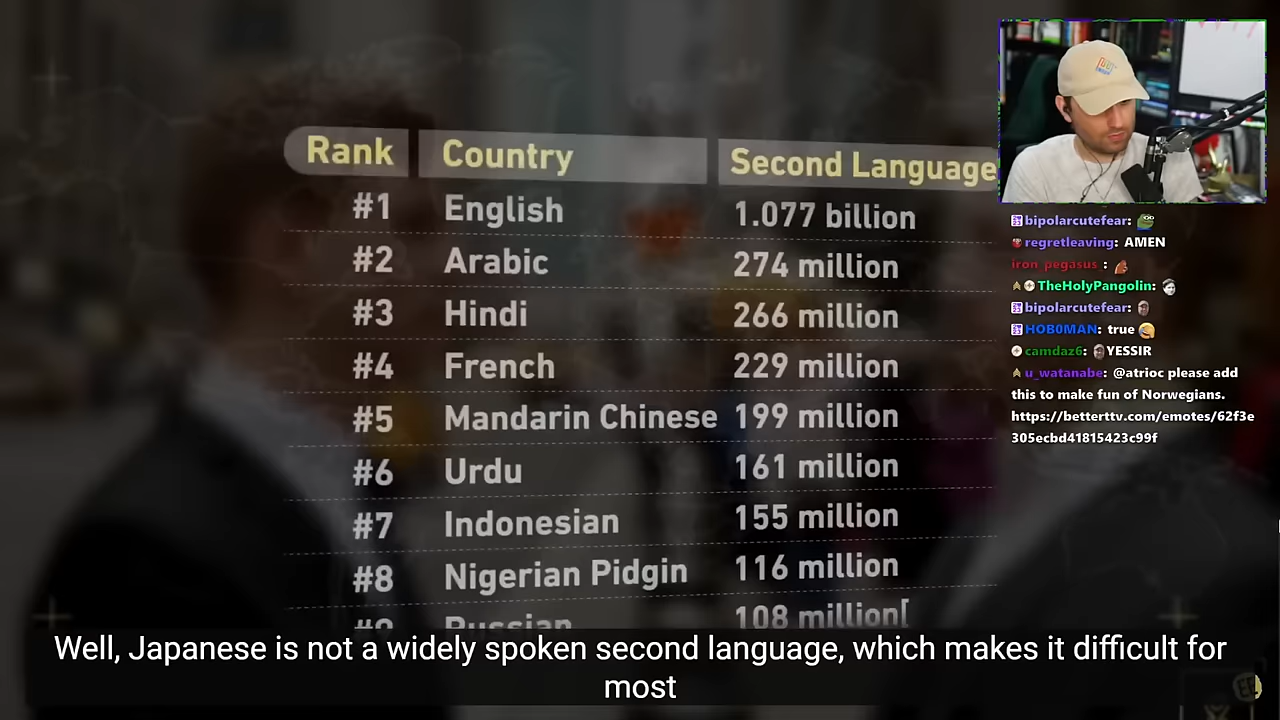 Rank Country Second Language
#1 English 1.077 billion
#2 Arabic 274 million
#3 Hindi 266 million
#4 French 229 million
#5 Mandarin Chinese 199 million
#6 Urdu 161 million
#7 Indonesian 155 million
#8 Nigerian Pidgin 116 million
#9 Russian 108 million[
Well, Japanese is not a widely spoken second language, which makes it difficult for
most
bipolarcutefear:
regretleaving: AMEN
iron_pegasus :
TheHolyPangolin:
bipolarcutefear:
HOB0MAN: true
camdaz6: YESSIR
u_watanabe: @atrioc please add
this to make fun of Norwegians.
https://betterttv.com/emotes/62f3e
305ecbd41815423c99f